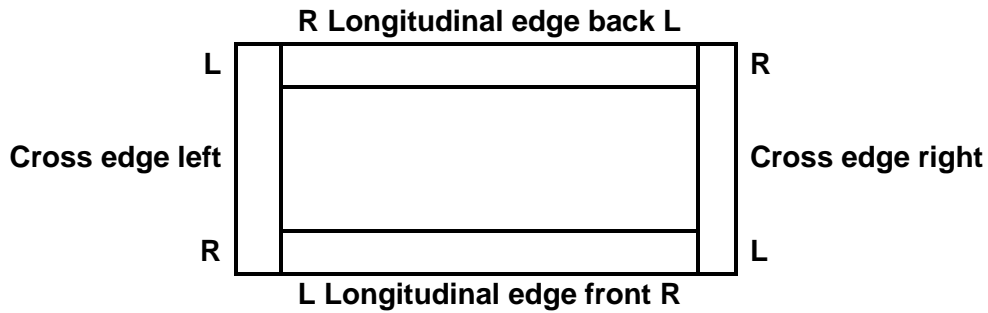 R Longitudinal edge back L
L
R
Cross edge left
Cross edge right
R
L
L Longitudinal edge front R